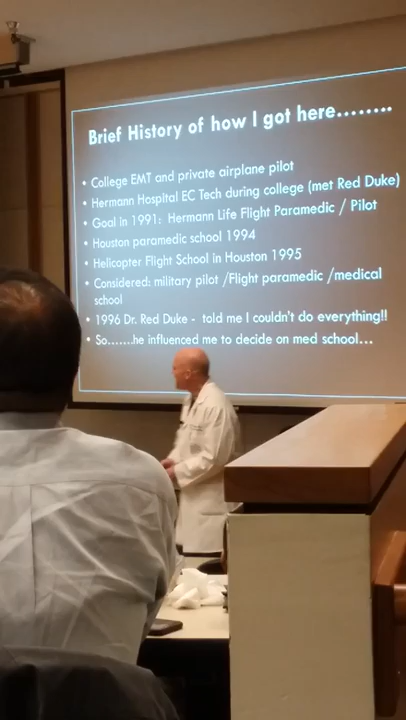 Brief History of how I got here........
• College EMT and private airplane pilot
• Hermann Hospital EC Tech during college (met Red Duke)
• Goal in 1991: Hermann Life Flight Paramedic / Pilot
• Houston paramedic school 1994
• Helicopter Flight School in Houston 1995
• Considered: military pilot /Flight paramedic /medical
school
• 1996 Dr. Red Duke - told me I couldn't do everything!!
• So.......he influenced me to decide on med school...